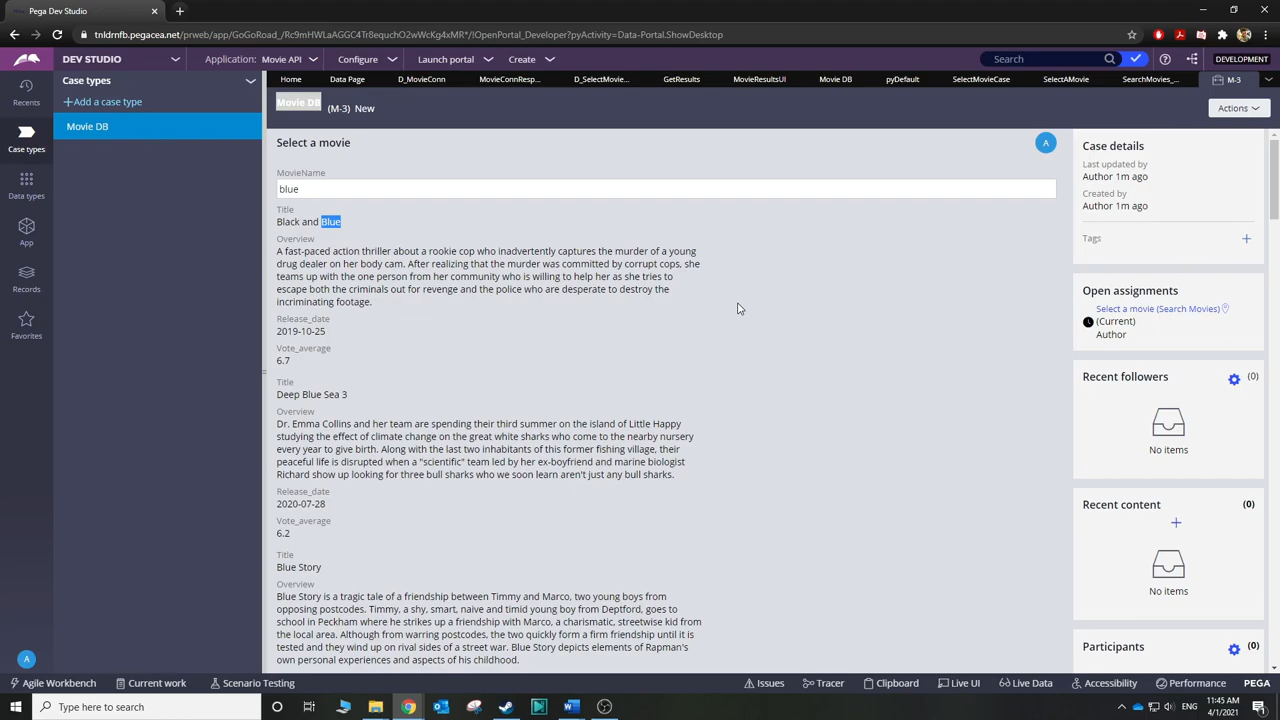 Pega Dev Studio
tnldrnfb.pegacea.net/prweb/app/GoGoRoad_/Rc9mHWLaAGGC4Tr8equchO2wWcKg4xMR*/!OpenPortal_Developer?pyActivity=Data-Portal.ShowDesktop
DEV STUDIO
Application: Movie API
Configure
Launch portal
Create
Search
DEVELOPMENT
Recents
Case types
Data types
App
Records
Favorites
A
Case types
+Add a case type
Movie DB
Home
Data Page
D_MovieConn
MovieConnResp...
D_SelectMovie...
GetResults
MovieResultsUI
Movie DB
pyDefault
SelectMovieCase
SelectAMovie
SearchMovies_...
M-3
Movie DB (M-3) New
Actions
Select a movie
A
MovieName
blue
Title
Black and Blue
Overview
A fast-paced action thriller about a rookie cop who inadvertently captures the murder of a young
drug dealer on her body cam. After realizing that the murder was committed by corrupt cops, she
teams up with the one person from her community who is willing to help her as she tries to
escape both the criminals out for revenge and the police who are desperate to destroy the
incriminating footage.
Release_date
2019-10-25
Vote_average
6.7
Title
Deep Blue Sea 3
Overview
Dr. Emma Collins and her team are spending their third summer on the island of Little Happy
studying the effect of climate change on the great white sharks who come to the nearby nursery
every year to give birth. Along with the last two inhabitants of this former fishing village, their
peaceful life is disrupted when a "scientific" team led by her ex-boyfriend and marine biologist
Richard show up looking for three bull sharks who we soon learn aren't just any bull sharks.
Release_date
2020-07-28
Vote_average
6.2
Title
Blue Story
Overview
Blue Story is a tragic tale of a friendship between Timmy and Marco, two young boys from
opposing postcodes. Timmy, a shy, smart, naive and timid young boy from Deptford, goes to
school in Peckham where he strikes up a friendship with Marco, a charismatic, streetwise kid from
the local area. Although from warring postcodes, the two quickly form a firm friendship until it is
tested and they wind up on rival sides of a street war. Blue Story depicts elements of Rapman's
own personal experiences and aspects of his childhood.
Case details
Last updated by
Author 1m ago
Created by
Author 1m ago
Tags
Open assignments
Select a movie (Search Movies)
(Current)
Author
Recent followers (0)
No items
Recent content (0)
No items
Participants (0)
Agile Workbench
Current work
Scenario Testing
Issues
Tracer
Clipboard
Live UI
Live Data
Accessibility
Performance
PEGA
Type here to search
ENG
11:45 AM
4/1/2021